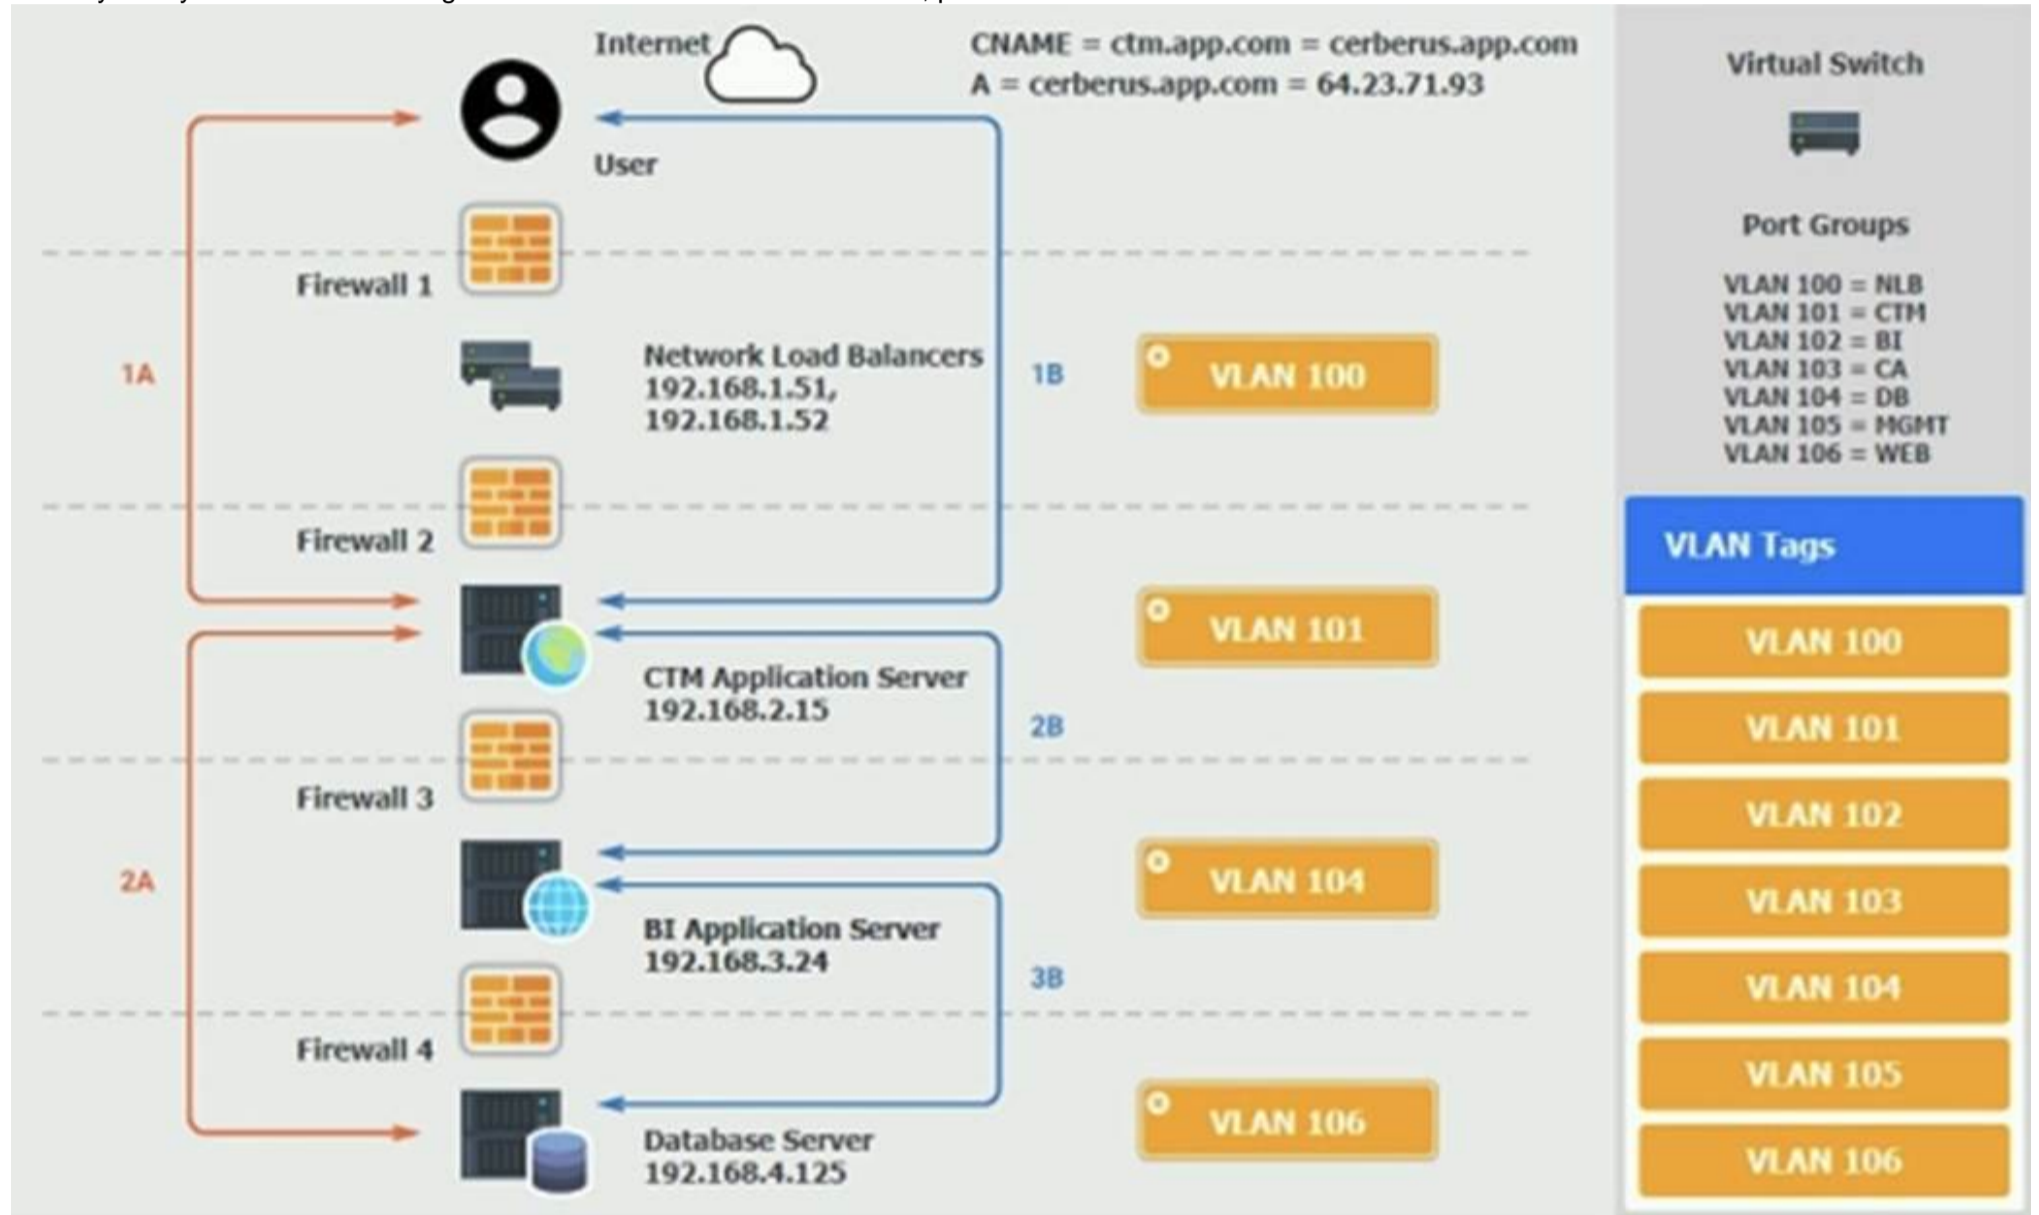 Internet
CNAME = ctm.app.com = cerberus.app.com
A = cerberus.app.com = 64.23.71.93
User
Firewall 1
1A
Network Load Balancers
192.168.1.51,
192.168.1.52
1B
VLAN 100
Firewall 2
CTM Application Server
192.168.2.15
VLAN 101
2B
Firewall 3
2A
BI Application Server
192.168.3.24
VLAN 104
3B
Firewall 4
Database Server
192.168.4.125
VLAN 106
Virtual Switch
Port Groups
VLAN 100 = NLB
VLAN 101 = CTM
VLAN 102 = BI
VLAN 103 = CA
VLAN 104 = DB
VLAN 105 = MGMT
VLAN 106 = WEB
VLAN Tags
VLAN 100
VLAN 101
VLAN 102
VLAN 103
VLAN 104
VLAN 105
VLAN 106